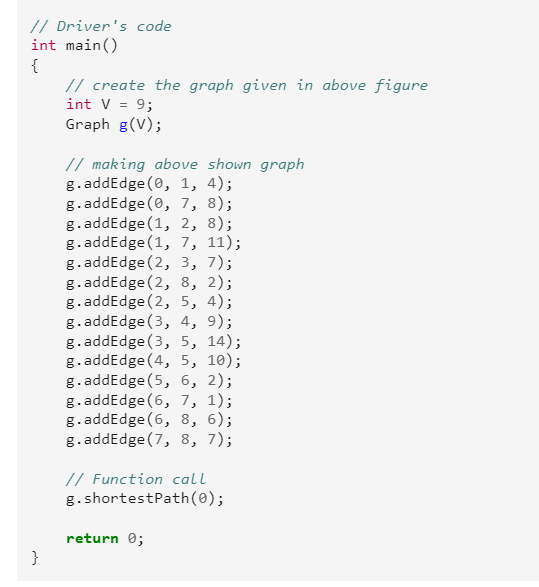 // Driver's code
int main()
{
// create the graph given in above figure
int V = 9;
Graph g(V);
// making above shown graph
g.addEdge(0, 1, 4);
g.addEdge(0, 7, 8);
g.addEdge(1, 2, 8);
g.addEdge(1, 7, 11);
g.addEdge(2, 3, 7);
g.addEdge(2, 8, 2);
g.addEdge(2, 5, 4);
g.addEdge(3, 4, 9);
g.addEdge(3, 5, 14);
g.addEdge(4, 5, 10);
g.addEdge(5, 6, 2);
g.addEdge(6, 7, 1);
g.addEdge(6, 8, 6);
g.addEdge(7, 8, 7);
// Function call
g.shortestPath(0);
return 0;
}